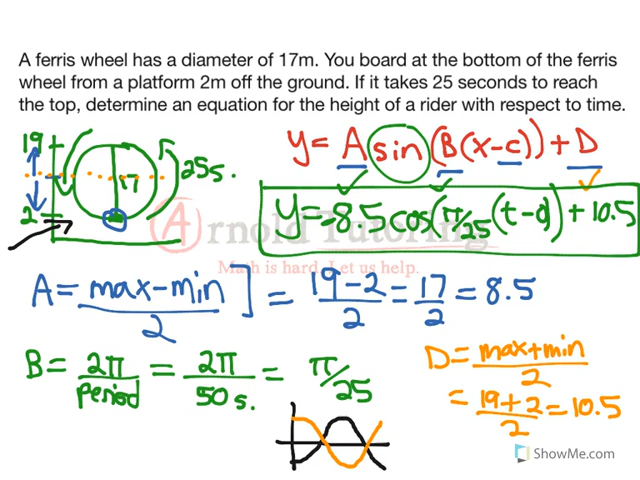 A ferris wheel has a diameter of 17m. You board at the bottom of the ferris
wheel from a platform 2m off the ground. If it takes 25 seconds to reach
the top, determine an equation for the height of a rider with respect to time.
19
17
25s.
2
y = A sin (B(x-c)) + D
y = -8.5cos(π/25 (t-d) + 10.5
Arnold Tutoring
Math is hard. Let us help.
A = max-min / 2 ] = 19-2 / 2 = 17 / 2 = 8.5
B = 2π / period = 2π / 50 s. = π/25
D = max+min / 2
= 19+2 / 2 = 10.5
ShowMe.com